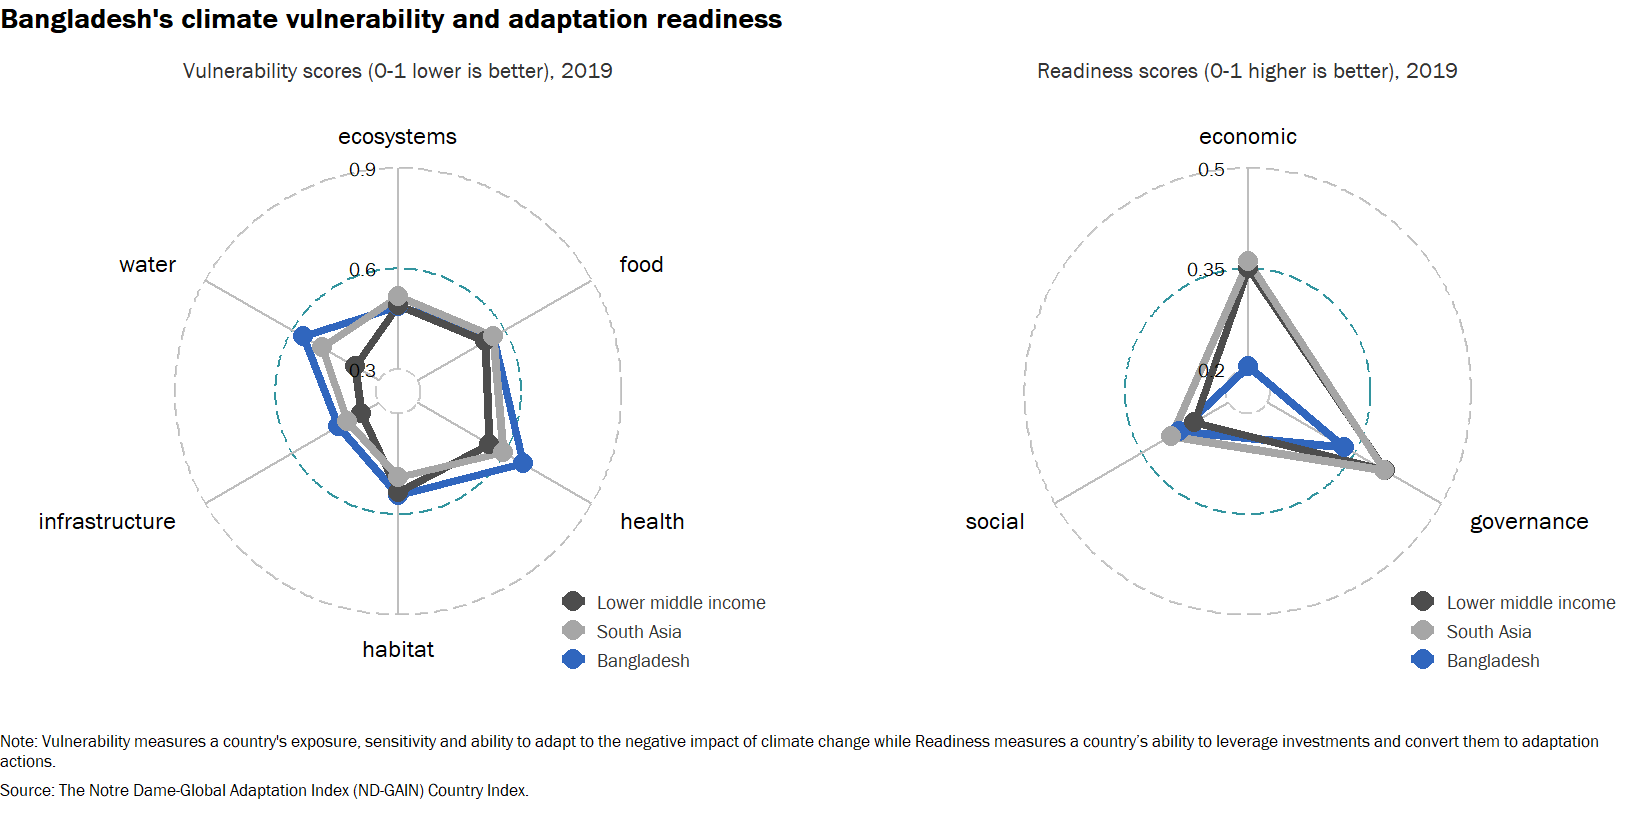 Bangladesh's climate vulnerability and adaptation readiness
Vulnerability scores (0-1 lower is better), 2019
ecosystems
0.9
water
0.6
food
0.3
infrastructure
health
habitat
Lower middle income
South Asia
Bangladesh
Readiness scores (0-1 higher is better), 2019
economic
0.5
0.35
0.2
social
governance
Lower middle income
South Asia
Bangladesh
Note: Vulnerability measures a country's exposure, sensitivity and ability to adapt to the negative impact of climate change while Readiness measures a country’s ability to leverage investments and convert them to adaptation
actions.
Source: The Notre Dame-Global Adaptation Index (ND-GAIN) Country Index.